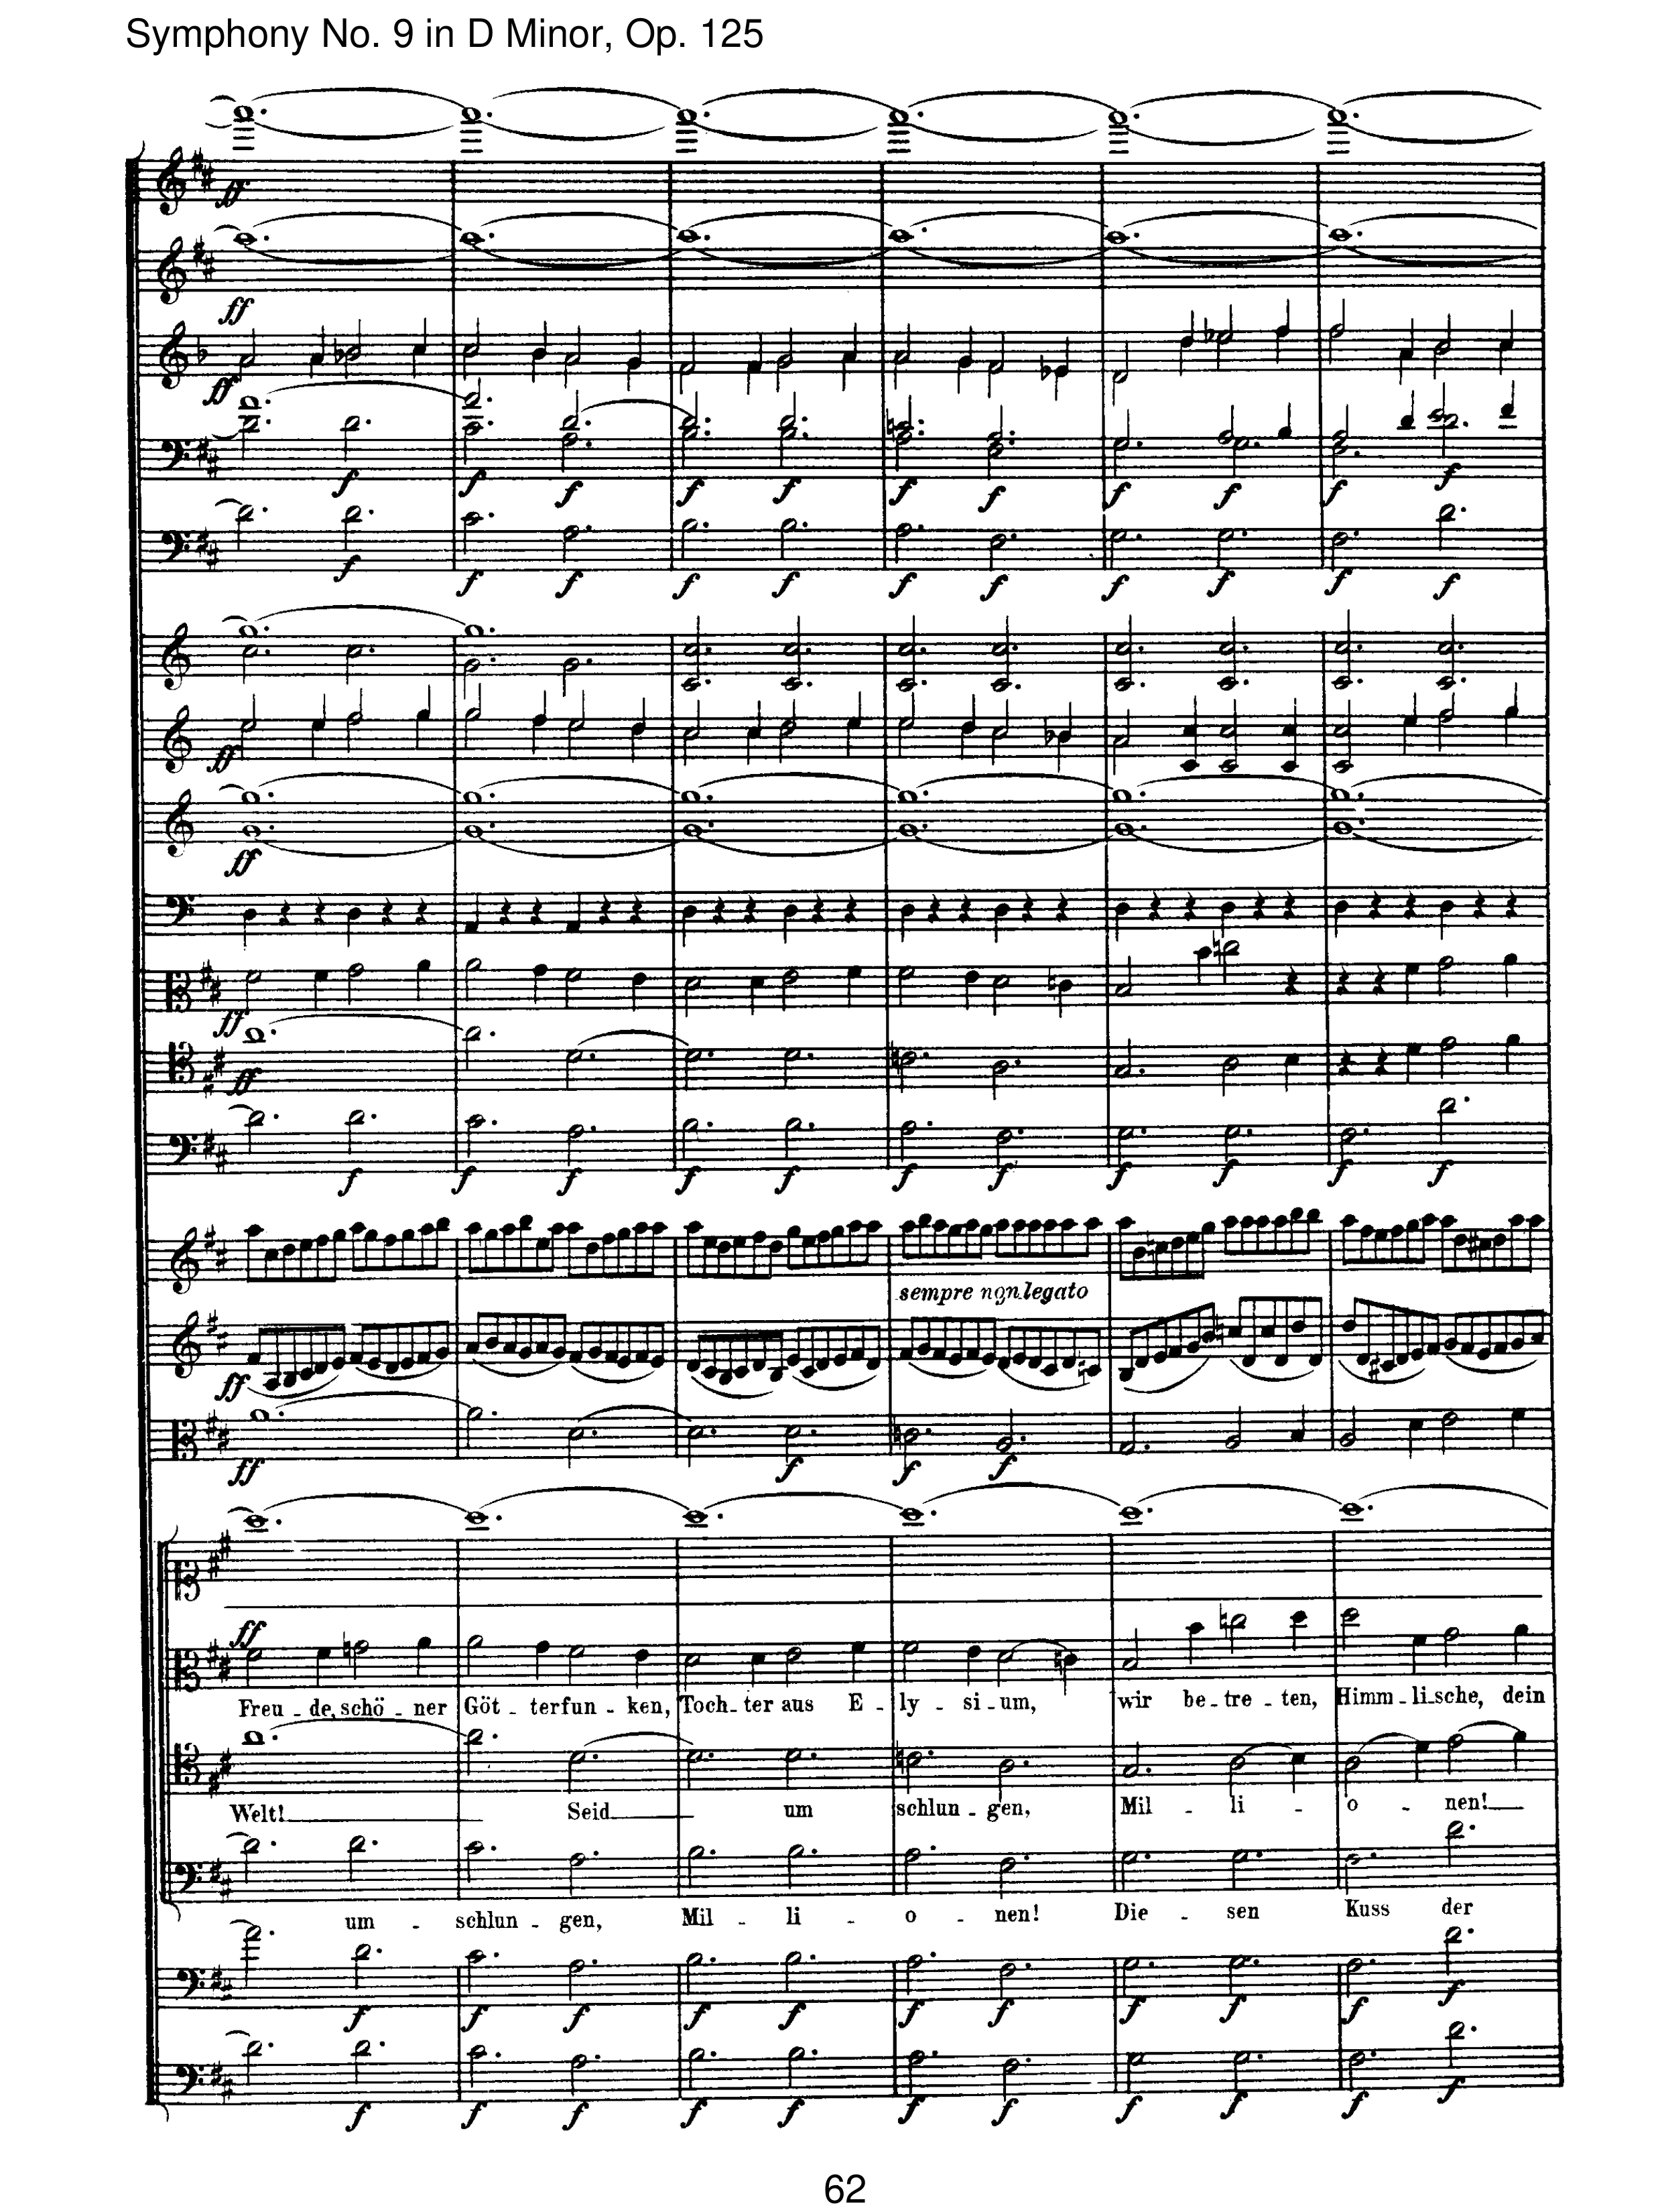 Symphony No. 9 in D Minor, Op. 125
ff
ff
ff
f f f f f f f f f f
f f f f f f f f f f f
ff
ff
ff
ff
f f f f f f f f f f f
sempre non legato
ff
ff f f f
ff
Freu - de, schö - ner Göt - terfun - ken, Toch - ter aus E - ly - si - um, wir be - tre - ten, Himm - li - sche, dein
Welt! Seid um schlun - gen, Mil - li - o - nen!
um - schlun - gen, Mil - li - o - nen! Die - sen Kuss der
f f f f f f f f f f f
f f f f f f f f f f f
62